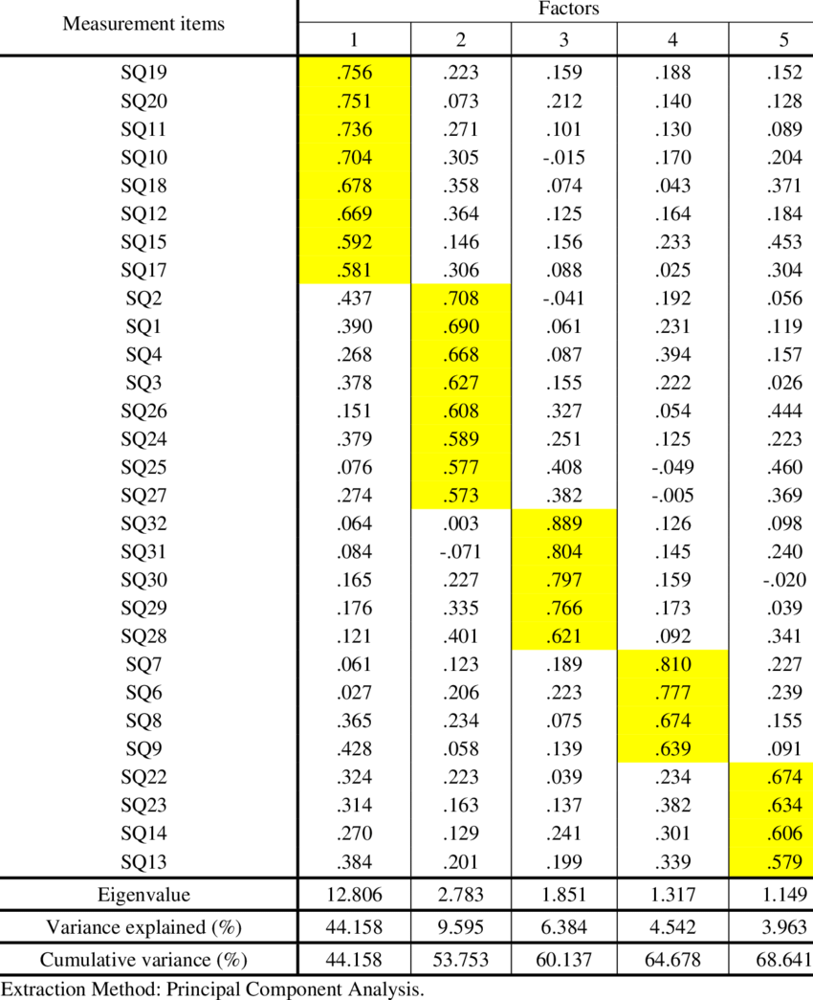 Factors
Measurement items
1 2 3 4 5
SQ19 .756 .223 .159 .188 .152
SQ20 .751 .073 .212 .140 .128
SQ11 .736 .271 .101 .130 .089
SQ10 .704 .305 -.015 .170 .204
SQ18 .678 .358 .074 .043 .371
SQ12 .669 .364 .125 .164 .184
SQ15 .592 .146 .156 .233 .453
SQ17 .581 .306 .088 .025 .304
SQ2 .437 .708 -.041 .192 .056
SQ1 .390 .690 .061 .231 .119
SQ4 .268 .668 .087 .394 .157
SQ3 .378 .627 .155 .222 .026
SQ26 .151 .608 .327 .054 .444
SQ24 .379 .589 .251 .125 .223
SQ25 .076 .577 .408 -.049 .460
SQ27 .274 .573 .382 -.005 .369
SQ32 .064 .003 .889 .126 .098
SQ31 .084 -.071 .804 .145 .240
SQ30 .165 .227 .797 .159 -.020
SQ29 .176 .335 .766 .173 .039
SQ28 .121 .401 .621 .092 .341
SQ7 .061 .123 .189 .810 .227
SQ6 .027 .206 .223 .777 .239
SQ8 .365 .234 .075 .674 .155
SQ9 .428 .058 .139 .639 .091
SQ22 .324 .223 .039 .234 .674
SQ23 .314 .163 .137 .382 .634
SQ14 .270 .129 .241 .301 .606
SQ13 .384 .201 .199 .339 .579
Eigenvalue 12.806 2.783 1.851 1.317 1.149
Variance explained (%) 44.158 9.595 6.384 4.542 3.963
Cumulative variance (%) 44.158 53.753 60.137 64.678 68.641
Extraction Method: Principal Component Analysis.